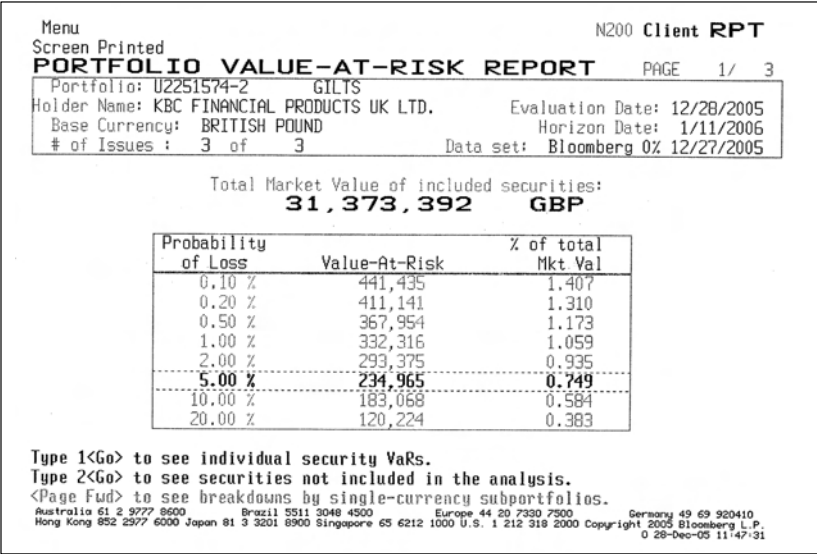 Menu N200 Client RPT
Screen Printed
PORTFOLIO VALUE-AT-RISK REPORT PAGE 1/ 3
Portfolio: U2251574-2 GILTS
Holder Name: KBC FINANCIAL PRODUCTS UK LTD. Evaluation Date: 12/28/2005
Base Currency: BRITISH POUND Horizon Date: 1/11/2006
# of Issues : 3 of 3 Data set: Bloomberg 0% 12/27/2005
Total Market Value of included securities:
31,373,392 GBP
Probability % of total
of Loss Value-At-Risk Mkt Val
0.10 % 441,435 1.407
0.20 % 411,141 1.310
0.50 % 367,954 1.173
1.00 % 332,316 1.059
2.00 % 293,375 0.935
5.00 % 234,965 0.749
10.00 % 183,068 0.584
20.00 % 120,224 0.383
Type 1<Go> to see individual security VaRs.
Type 2<Go> to see securities not included in the analysis.
<Page Fwd> to see breakdowns by single-currency subportfolios.
Australia 61 2 9777 8600 Brazil 5511 3048 4500 Europe 44 20 7330 7500 Germany 49 69 920410
Hong Kong 852 2977 6000 Japan 81 3 3201 8900 Singapore 65 6212 1000 U.S. 1 212 318 2000 Copyright 2005 Bloomberg L.P.
0 28-Dec-05 11:47:31